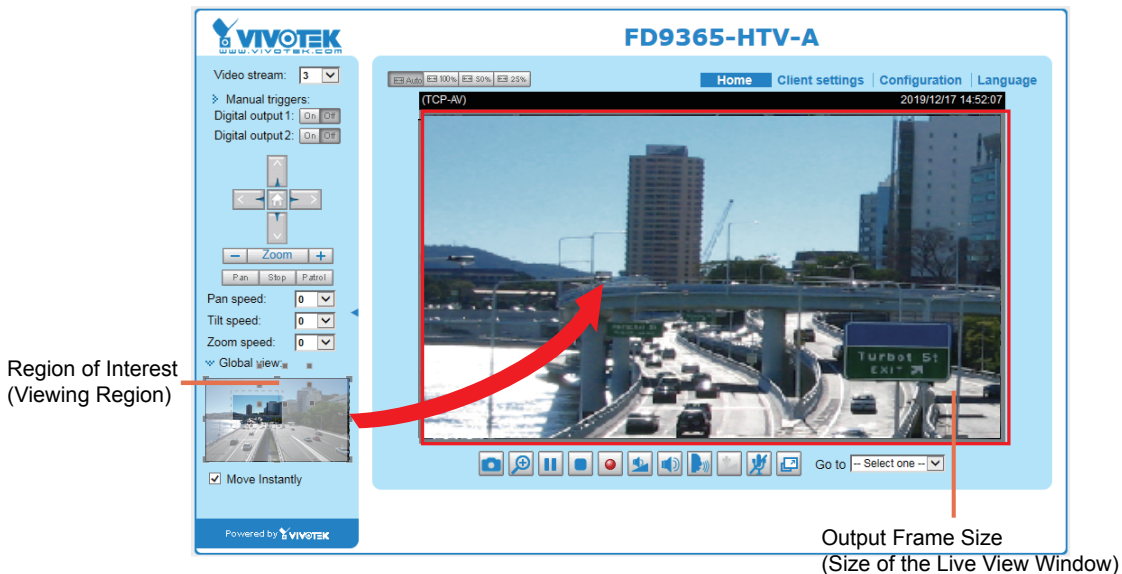 VIVOTEK
WWW.VIVOTEK.COM
FD9365-HTV-A
Video stream: 3
Manual triggers:
Digital output 1: On Off
Digital output 2: On Off
Zoom
Pan Stop Patrol
Pan speed: 0
Tilt speed: 0
Zoom speed: 0
Global view:
Move Instantly
Powered by VIVOTEK
Auto 100% 50% 25%
Home Client settings Configuration Language
(TCP-AV) 2019/12/17 14:52:07
Turbot St
EXIT
Go to -- Select one --
Region of Interest
(Viewing Region)
Output Frame Size
(Size of the Live View Window)